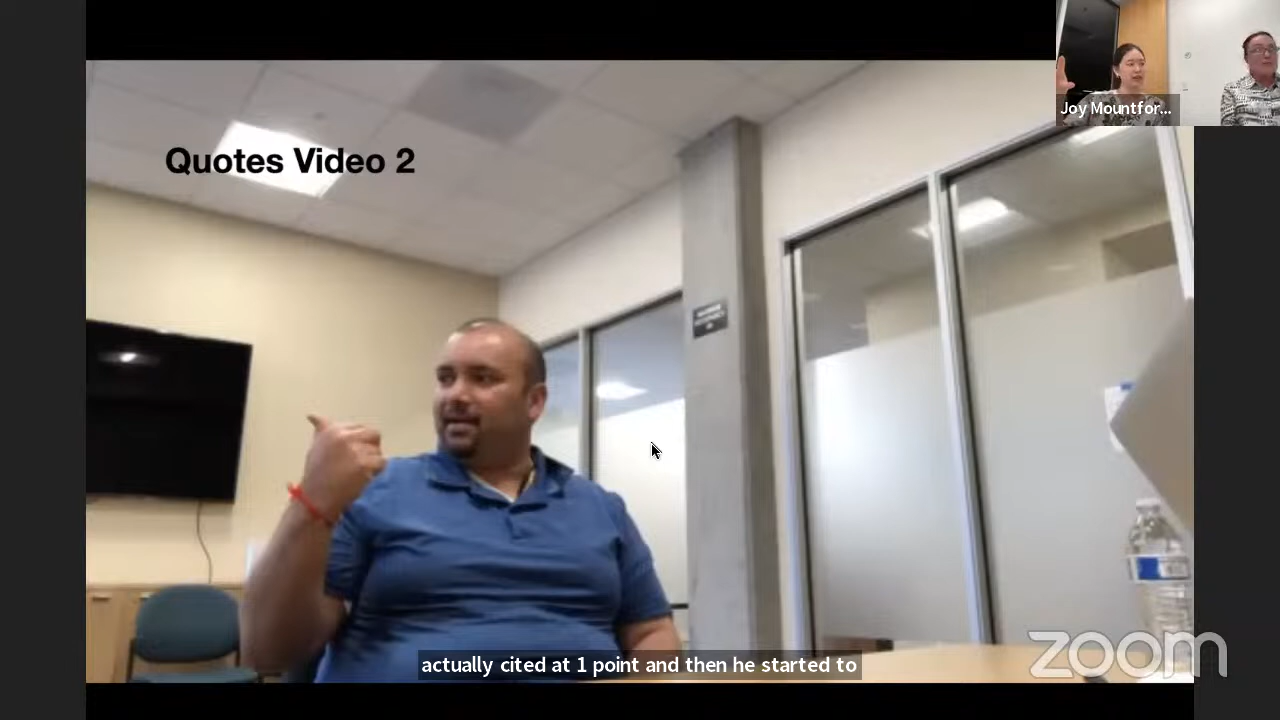 Joy Mountfor...
Quotes Video 2
actually cited at 1 point and then he started to
zoom